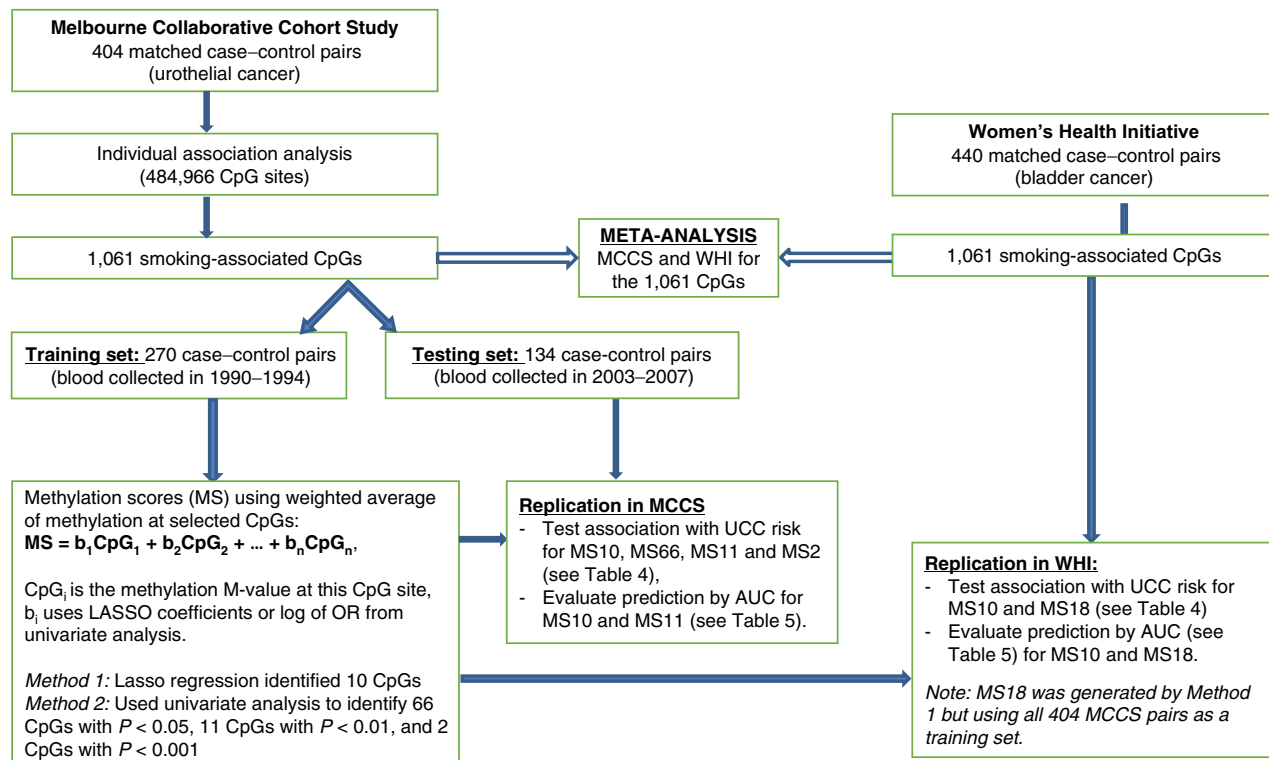 Melbourne Collaborative Cohort Study
404 matched case–control pairs
(urothelial cancer)
Individual association analysis
(484,966 CpG sites)
1,061 smoking-associated CpGs
META-ANALYSIS
MCCS and WHI for
the 1,061 CpGs
Women's Health Initiative
440 matched case–control pairs
(bladder cancer)
1,061 smoking-associated CpGs
Training set: 270 case–control pairs
(blood collected in 1990–1994)
Testing set: 134 case-control pairs
(blood collected in 2003–2007)
Methylation scores (MS) using weighted average
of methylation at selected CpGs:
MS = b₁CpG₁ + b₂CpG₂ + ... + bₙCpGₙ,
CpGᵢ is the methylation M-value at this CpG site,
bᵢ uses LASSO coefficients or log of OR from
univariate analysis.
Method 1: Lasso regression identified 10 CpGs
Method 2: Used univariate analysis to identify 66
CpGs with P < 0.05, 11 CpGs with P < 0.01, and 2
CpGs with P < 0.001
Replication in MCCS
- Test association with UCC risk
for MS10, MS66, MS11 and MS2
(see Table 4),
- Evaluate prediction by AUC for
MS10 and MS11 (see Table 5).
Replication in WHI:
- Test association with UCC risk for
MS10 and MS18 (see Table 4)
- Evaluate prediction by AUC (see
Table 5) for MS10 and MS18.
Note: MS18 was generated by Method
1 but using all 404 MCCS pairs as a
training set.